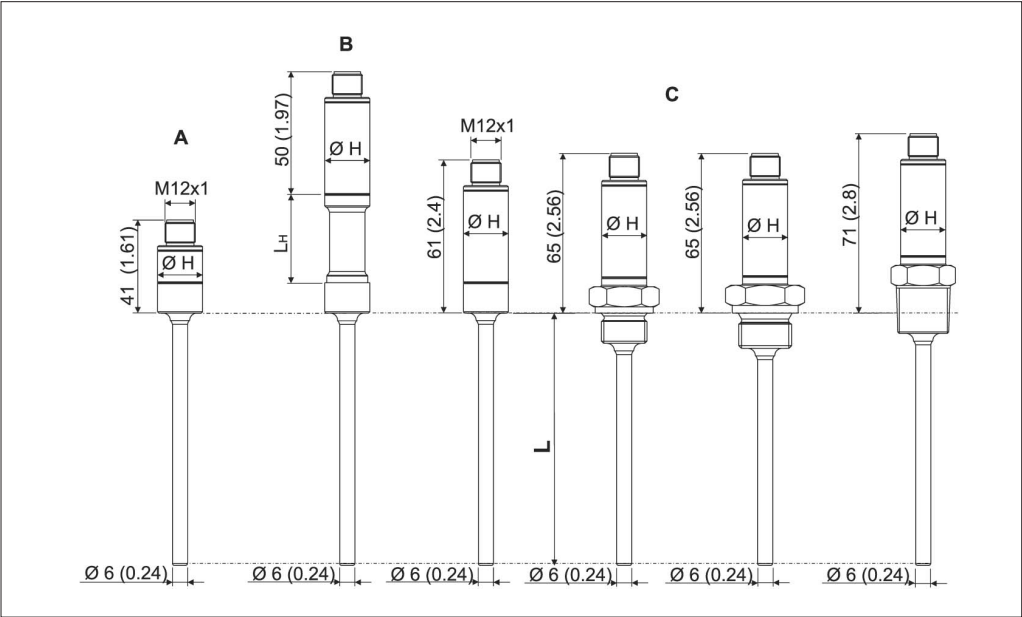 B
C
A
50 (1.97)
Ø H
M12x1
M12x1
41 (1.61)
Ø H
LH
61 (2.4)
Ø H
65 (2.56)
Ø H
65 (2.56)
Ø H
71 (2.8)
Ø H
L
Ø 6 (0.24)
Ø 6 (0.24)
Ø 6 (0.24)
Ø 6 (0.24)
Ø 6 (0.24)
Ø 6 (0.24)